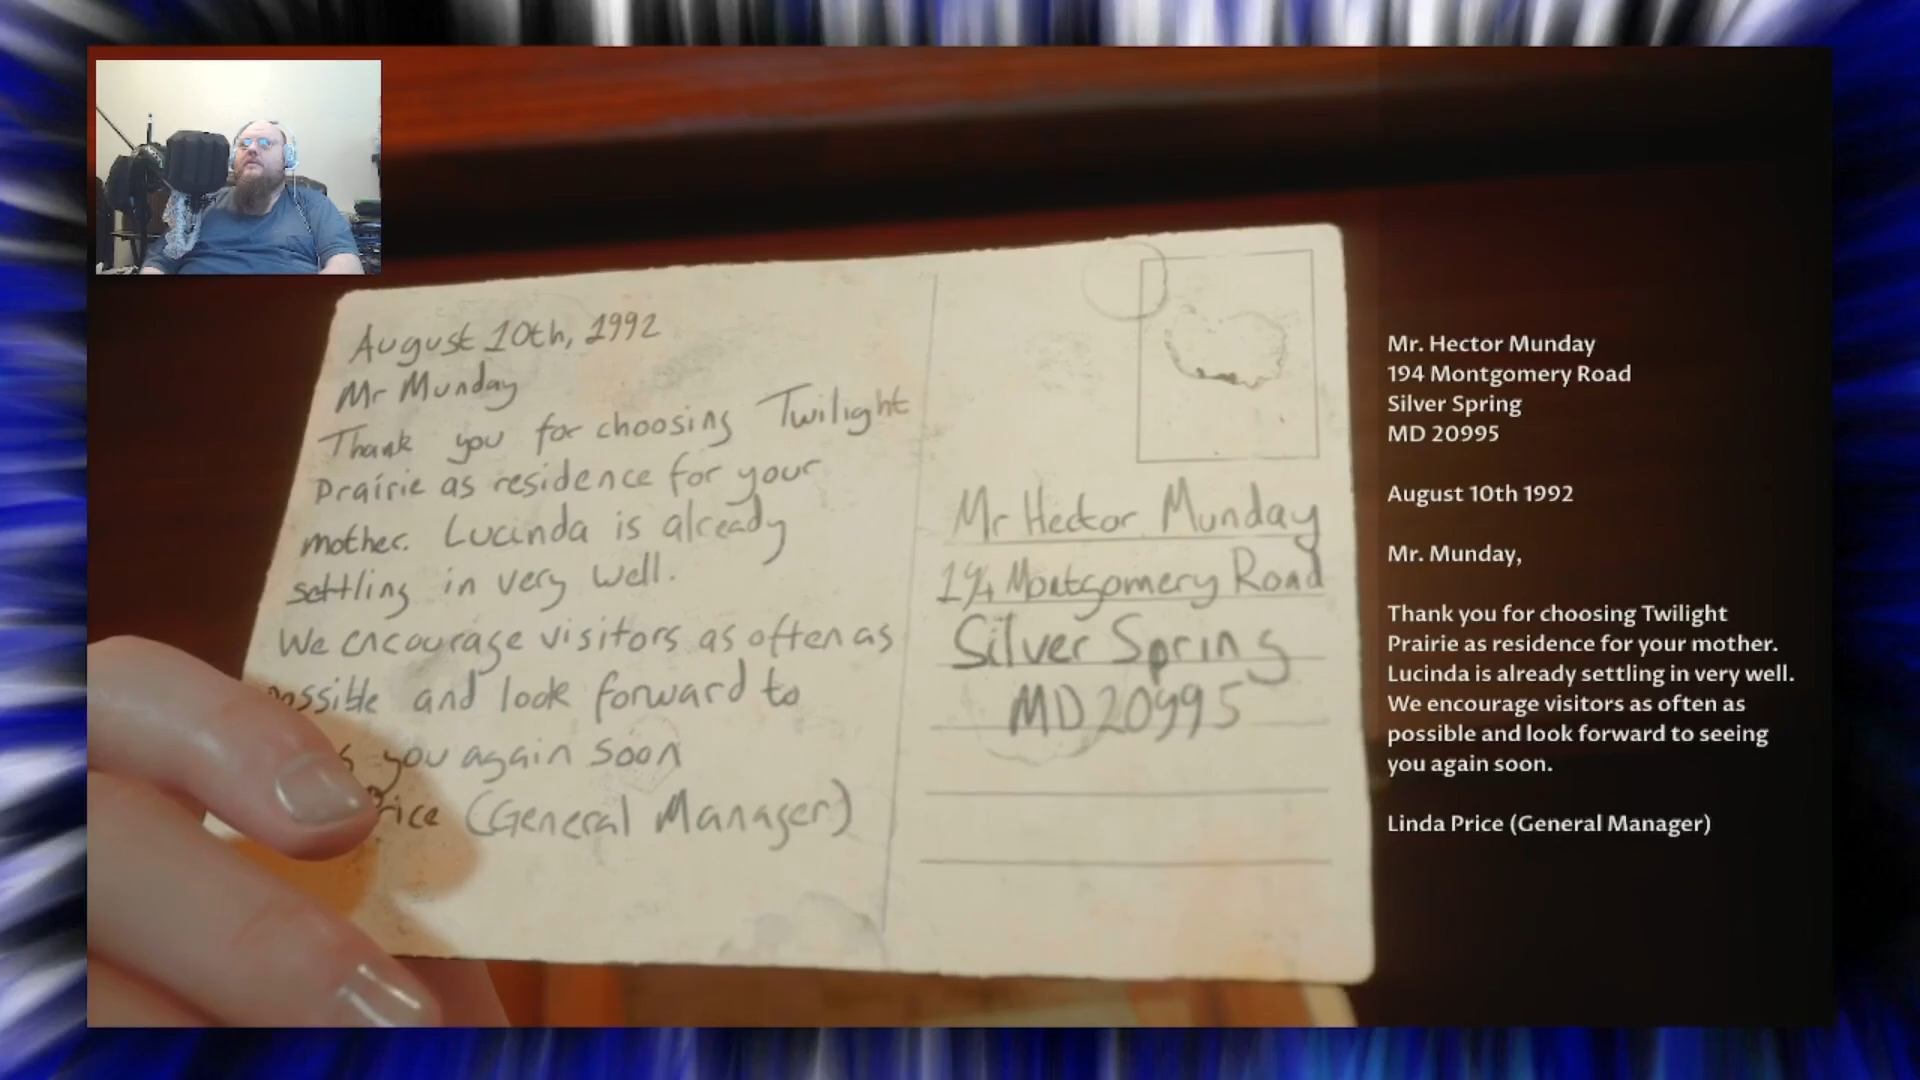 August 10th, 1992
Mr Munday
Thank you for choosing Twilight
Prairie as residence for your
mother. Lucinda is already
settling in very well.
We encourage visitors as often as
possible and look forward to
you again soon
Price (General Manager)
Mr Hector Munday
194 Montgomery Road
Silver Spring
MD 20995
Mr. Hector Munday
194 Montgomery Road
Silver Spring
MD 20995
August 10th 1992
Mr. Munday,
Thank you for choosing Twilight
Prairie as residence for your mother.
Lucinda is already settling in very well.
We encourage visitors as often as
possible and look forward to seeing
you again soon.
Linda Price (General Manager)